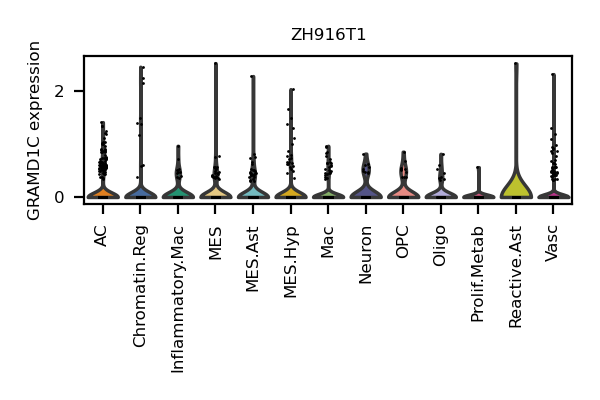 ZH916T1
GRAMD1C expression
2
0
AC
Chromatin.Reg
Inflammatory.Mac
MES
MES.Ast
MES.Hyp
Mac
Neuron
OPC
Oligo
Prolif.Metab
Reactive.Ast
Vasc